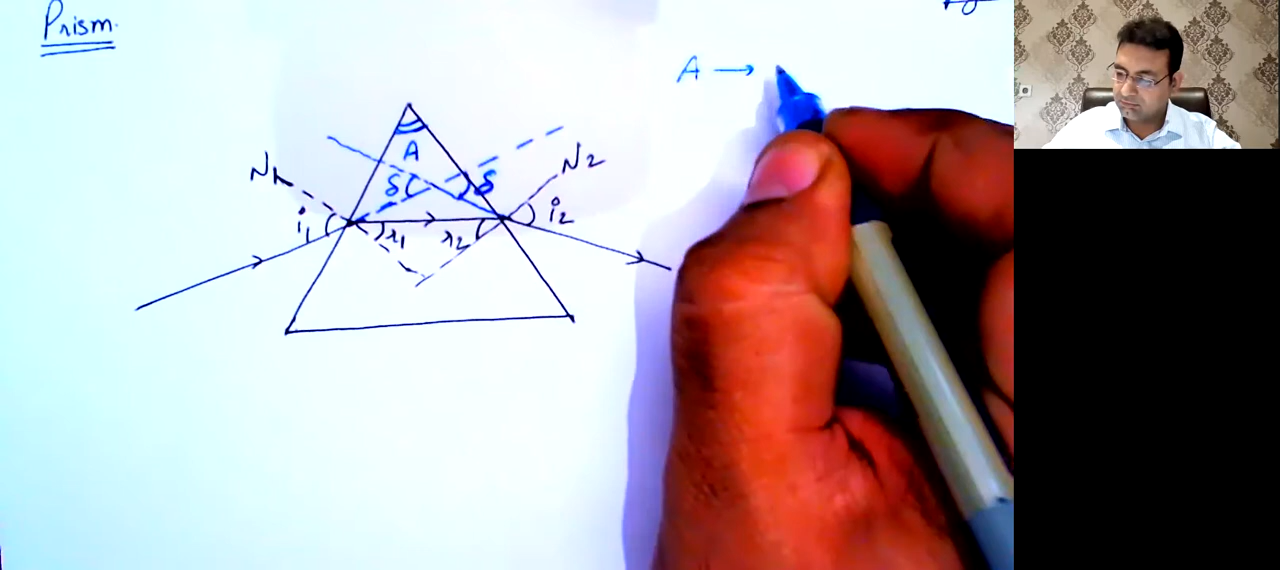 Prism.
A →
A
N1
N2
δ
δ
i1
r1
r2
i2